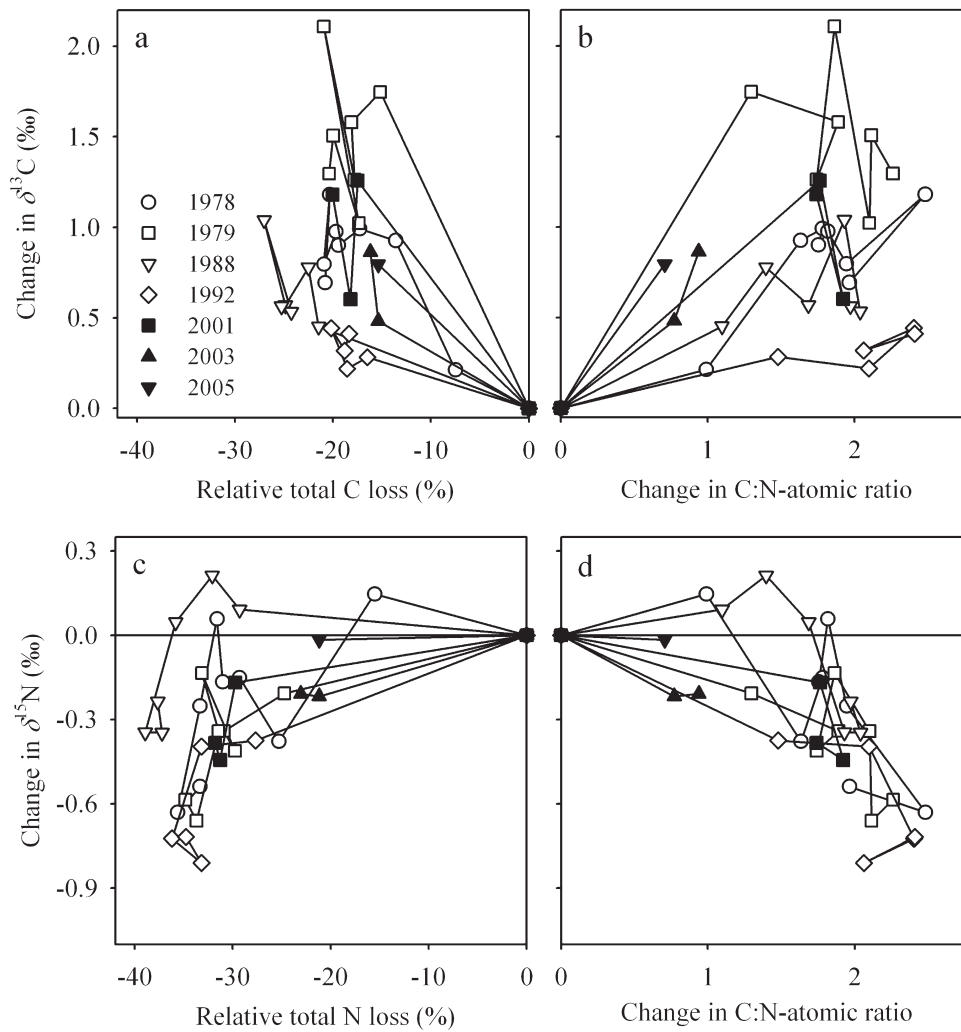 a
b
Change in δ¹³C (‰)
2.0
1.5
1.0
0.5
0.0
1978
1979
1988
1992
2001
2003
2005
-40 -30 -20 -10 0
0 1 2
Relative total C loss (%)
Change in C:N-atomic ratio
c
d
Change in δ¹⁵N (‰)
0.3
0.0
-0.3
-0.6
-0.9
-40 -30 -20 -10 0
0 1 2
Relative total N loss (%)
Change in C:N-atomic ratio